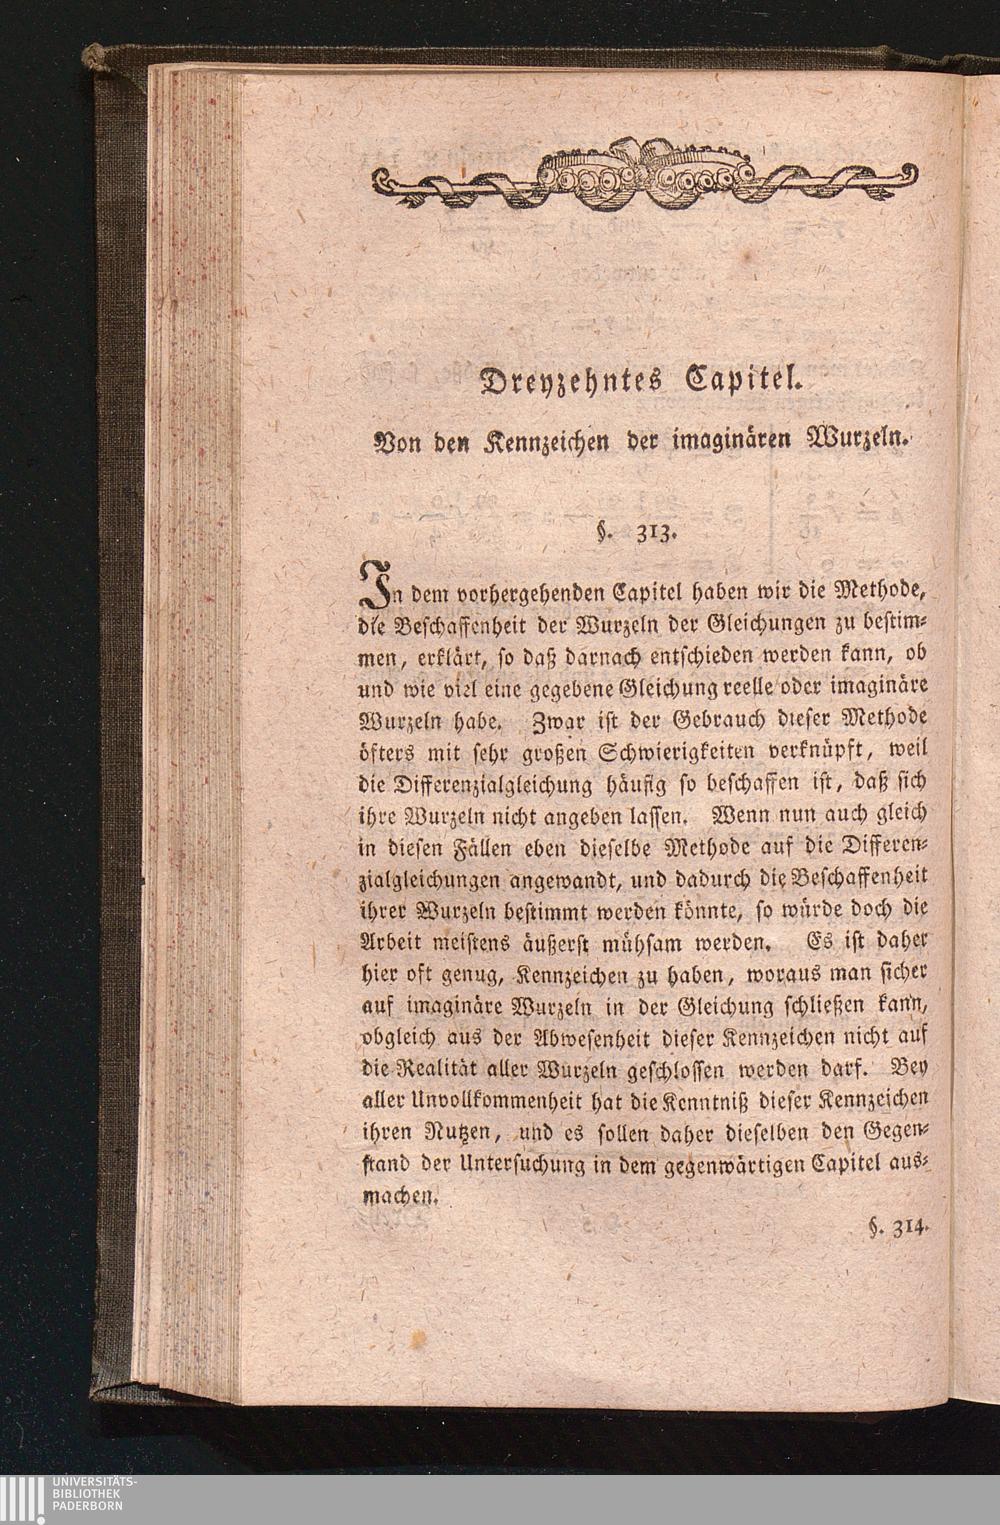 Dreyzehntes Capitel.
Von den Kennzeichen der imaginären Wurzeln.
§. 313.
In dem vorhergehenden Capitel haben wir die Methode,
die Beschaffenheit der Wurzeln der Gleichungen zu bestim-
men, erklärt, so daß darnach entschieden werden kann, ob
und wie viel eine gegebene Gleichung reelle oder imaginäre
Wurzeln habe. Zwar ist der Gebrauch dieser Methode
öfters mit sehr großen Schwierigkeiten verknüpft, weil
die Differenzialgleichung häufig so beschaffen ist, daß sich
ihre Wurzeln nicht angeben lassen. Wenn nun auch gleich
in diesen Fällen eben dieselbe Methode auf die Differen-
zialgleichungen angewandt, und dadurch die Beschaffenheit
ihrer Wurzeln bestimmt werden könnte, so würde doch die
Arbeit meistens äußerst mühsam werden. Es ist daher
hier oft genug, Kennzeichen zu haben, woraus man sicher
auf imaginäre Wurzeln in der Gleichung schließen kann,
obgleich aus der Abwesenheit dieser Kennzeichen nicht auf
die Realität aller Wurzeln geschlossen werden darf. Bey
aller Unvollkommenheit hat die Kenntniß dieser Kennzeichen
ihren Nutzen, und es sollen daher dieselben den Gegen-
stand der Untersuchung in dem gegenwärtigen Capitel aus-
machen.
§. 314.
UNIVERSITÄTS-
BIBLIOTHEK
PADERBORN